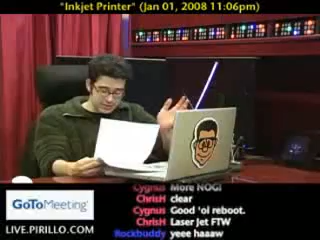 "Inkjet Printer" (Jan 01, 2008 11:06pm)
GoToMeeting
LIVE.PIRILLO.COM
Cygnus More NOG!
ChrisH clear
Cygnus Good 'ol reboot.
ChrisH Laser Jet FTW
Rockbuddy yeee haaaw